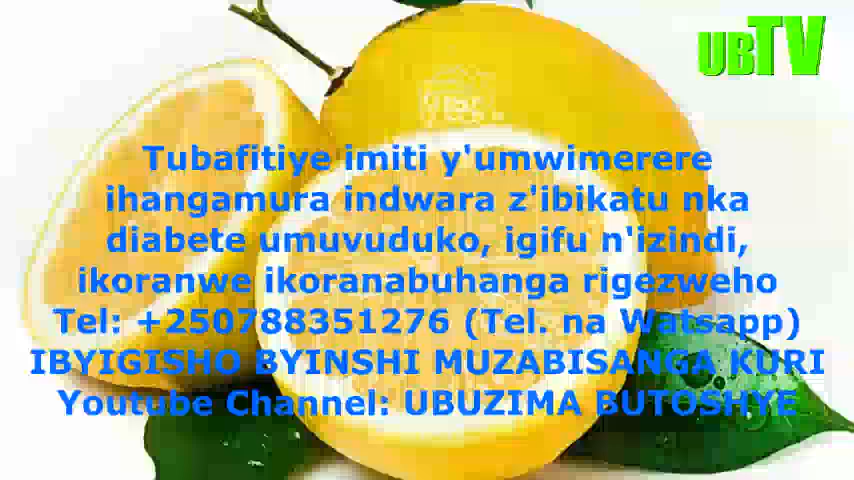 UBTV
Tubafitiye imiti y'umwimerere
ihangamura indwara z'ibikatu nka
diabete umuvuduko, igifu n'izindi,
ikoranwe ikoranabuhanga rigezweho
Tel: +250788351276 (Tel. na Watsapp)
IBYIGISHO BYINSHI MUZABISANGA KURI
Youtube Channel: UBUZIMA BUTOSHYE